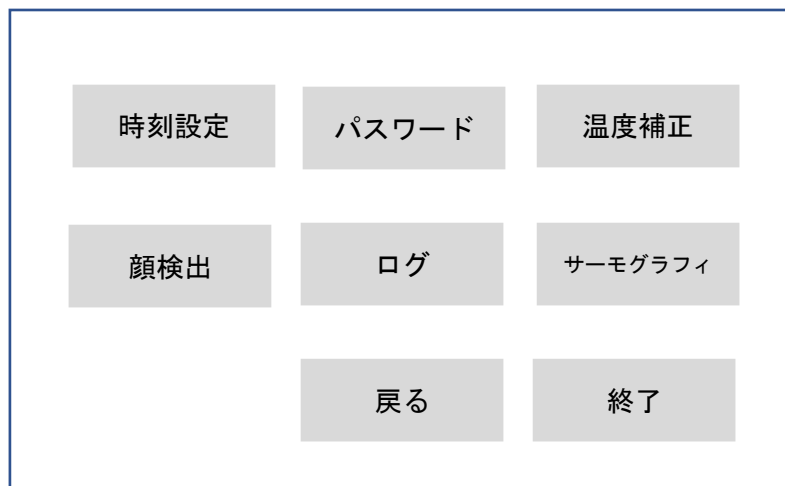 時刻設定
パスワード
温度補正
顔検出
ログ
サーモグラフィ
戻る
終了